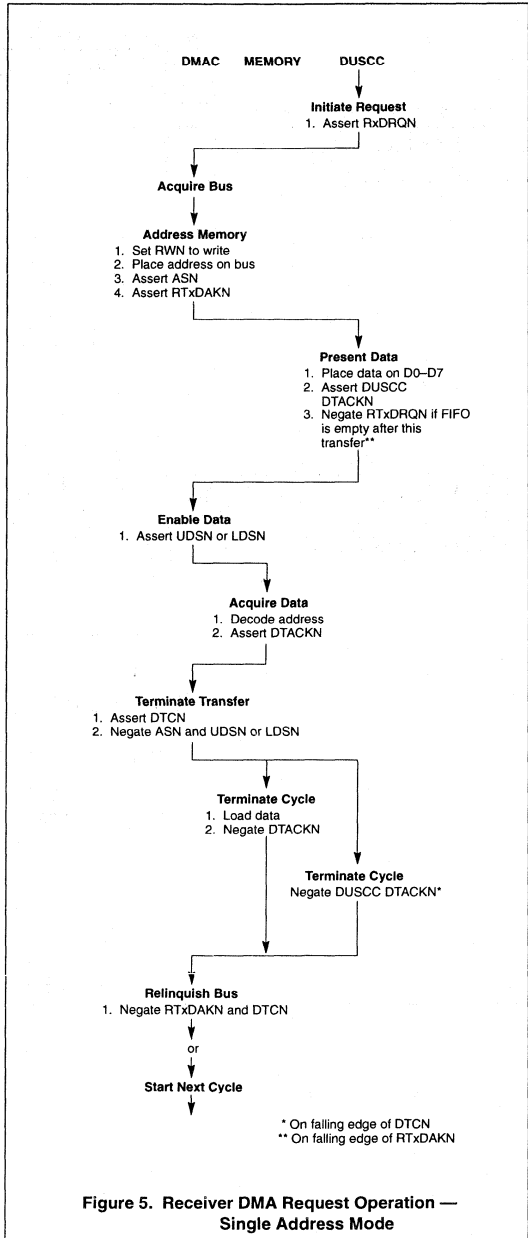 DMAC MEMORY DUSCC
Initiate Request
1. Assert RxDRQN
Acquire Bus
Address Memory
1. Set RWN to write
2. Place address on bus
3. Assert ASN
4. Assert RTxDAKN
Present Data
1. Place data on D0–D7
2. Assert DUSCC
DTACKN
3. Negate RTxDRQN if FIFO
is empty after this
transfer**
Enable Data
1. Assert UDSN or LDSN
Acquire Data
1. Decode address
2. Assert DTACKN
Terminate Transfer
1. Assert DTCN
2. Negate ASN and UDSN or LDSN
Terminate Cycle
1. Load data
2. Negate DTACKN
Terminate Cycle
Negate DUSCC DTACKN*
Relinquish Bus
1. Negate RTxDAKN and DTCN
or
Start Next Cycle
* On falling edge of DTCN
** On falling edge of RTxDAKN
Figure 5. Receiver DMA Request Operation —
Single Address Mode